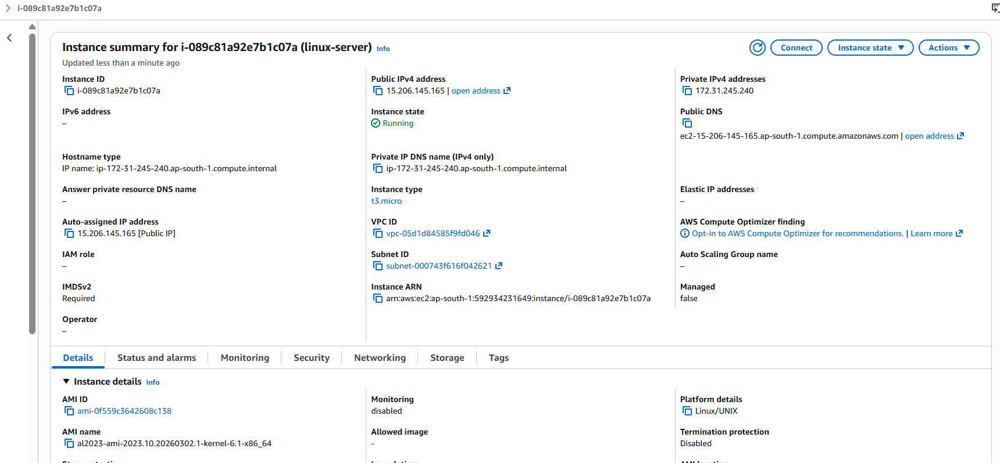 i-089c81a92e7b1c07a
Instance summary for i-089c81a92e7b1c07a (linux-server) Info
Connect
Instance state
Actions
Updated less than a minute ago
Instance ID
i-089c81a92e7b1c07a
Public IPv4 address
15.206.145.165 | open address
Private IPv4 addresses
172.31.245.240
IPv6 address
–
Instance state
Running
Public DNS
ec2-15-206-145-165.ap-south-1.compute.amazonaws.com | open address
Hostname type
IP name: ip-172-31-245-240.ap-south-1.compute.internal
Private IP DNS name (IPv4 only)
ip-172-31-245-240.ap-south-1.compute.internal
Answer private resource DNS name
–
Instance type
t3.micro
Elastic IP addresses
–
Auto-assigned IP address
15.206.145.165 [Public IP]
VPC ID
vpc-05d1d84585f9fd046
AWS Compute Optimizer finding
Opt-in to AWS Compute Optimizer for recommendations. | Learn more
IAM role
–
Subnet ID
subnet-000743f616f042621
Auto Scaling Group name
–
IMDSv2
Required
Instance ARN
arn:aws:ec2:ap-south-1:592934231649:instance/i-089c81a92e7b1c07a
Managed
false
Operator
–
Details
Status and alarms
Monitoring
Security
Networking
Storage
Tags
Instance details Info
AMI ID
ami-0f559c3642608c138
Monitoring
disabled
Platform details
Linux/UNIX
AMI name
al2023-ami-2023.10.20260302.1-kernel-6.1-x86_64
Allowed image
-
Termination protection
Disabled